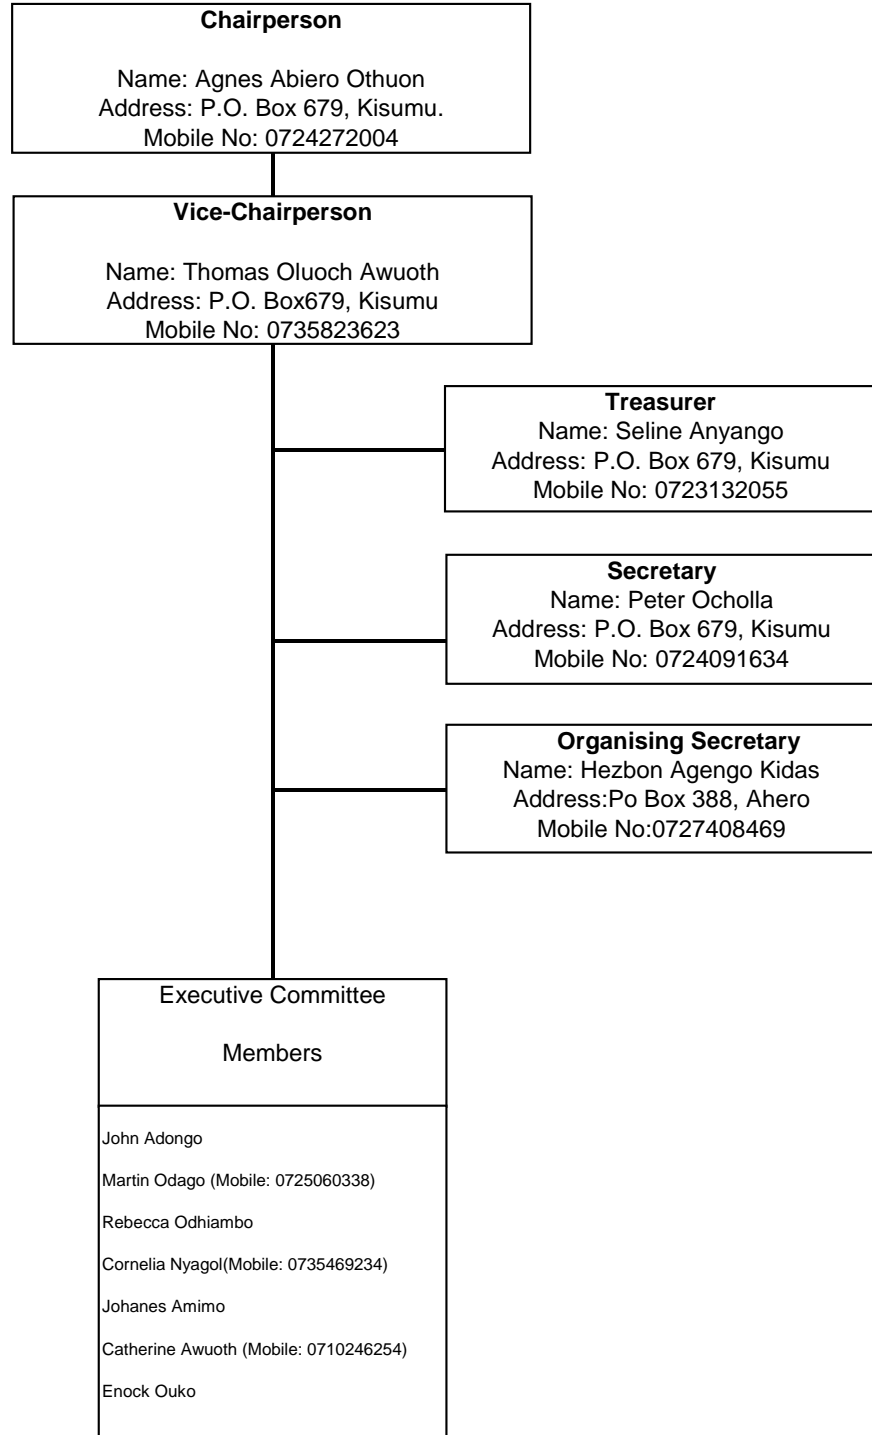 Chairperson
Name: Agnes Abiero Othuon
Address: P.O. Box 679, Kisumu.
Mobile No: 0724272004
Vice-Chairperson
Name: Thomas Oluoch Awuoth
Address: P.O. Box679, Kisumu
Mobile No: 0735823623
Treasurer
Name: Seline Anyango
Address: P.O. Box 679, Kisumu
Mobile No: 0723132055
Secretary
Name: Peter Ocholla
Address: P.O. Box 679, Kisumu
Mobile No: 0724091634
Organising Secretary
Name: Hezbon Agengo Kidas
Address:Po Box 388, Ahero
Mobile No:0727408469
Executive Committee
Members
John Adongo
Martin Odago (Mobile: 0725060338)
Rebecca Odhiambo
Cornelia Nyagol(Mobile: 0735469234)
Johanes Amimo
Catherine Awuoth (Mobile: 0710246254)
Enock Ouko